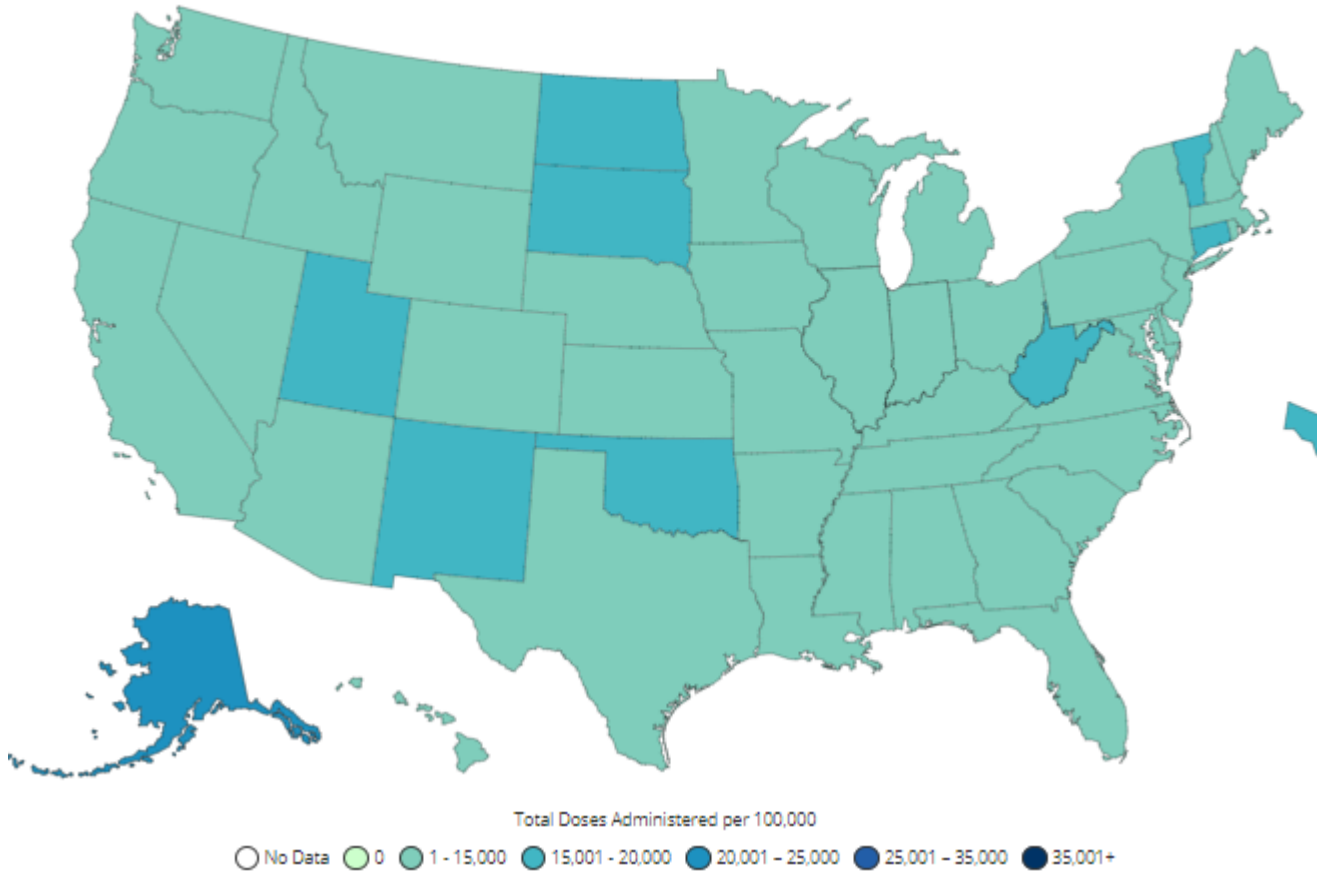 Total Doses Administered per 100,000
No Data 0 1 - 15,000 15,001 - 20,000 20,001 – 25,000 25,001 – 35,000 35,001+